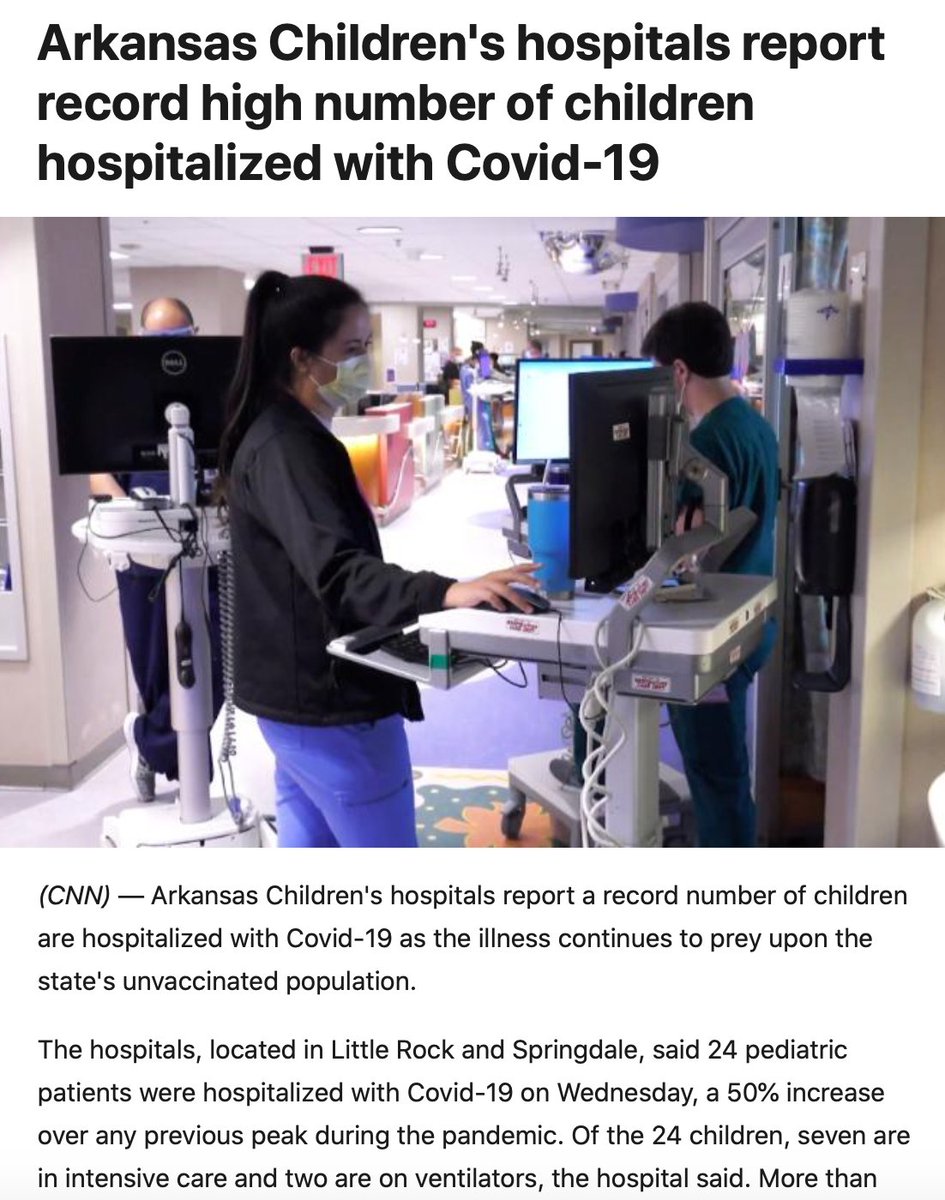 Arkansas Children's hospitals report
record high number of children
hospitalized with Covid-19
EXIT
DELL
(CNN) — Arkansas Children's hospitals report a record number of children
are hospitalized with Covid-19 as the illness continues to prey upon the
state's unvaccinated population.
The hospitals, located in Little Rock and Springdale, said 24 pediatric
patients were hospitalized with Covid-19 on Wednesday, a 50% increase
over any previous peak during the pandemic. Of the 24 children, seven are
in intensive care and two are on ventilators, the hospital said. More than